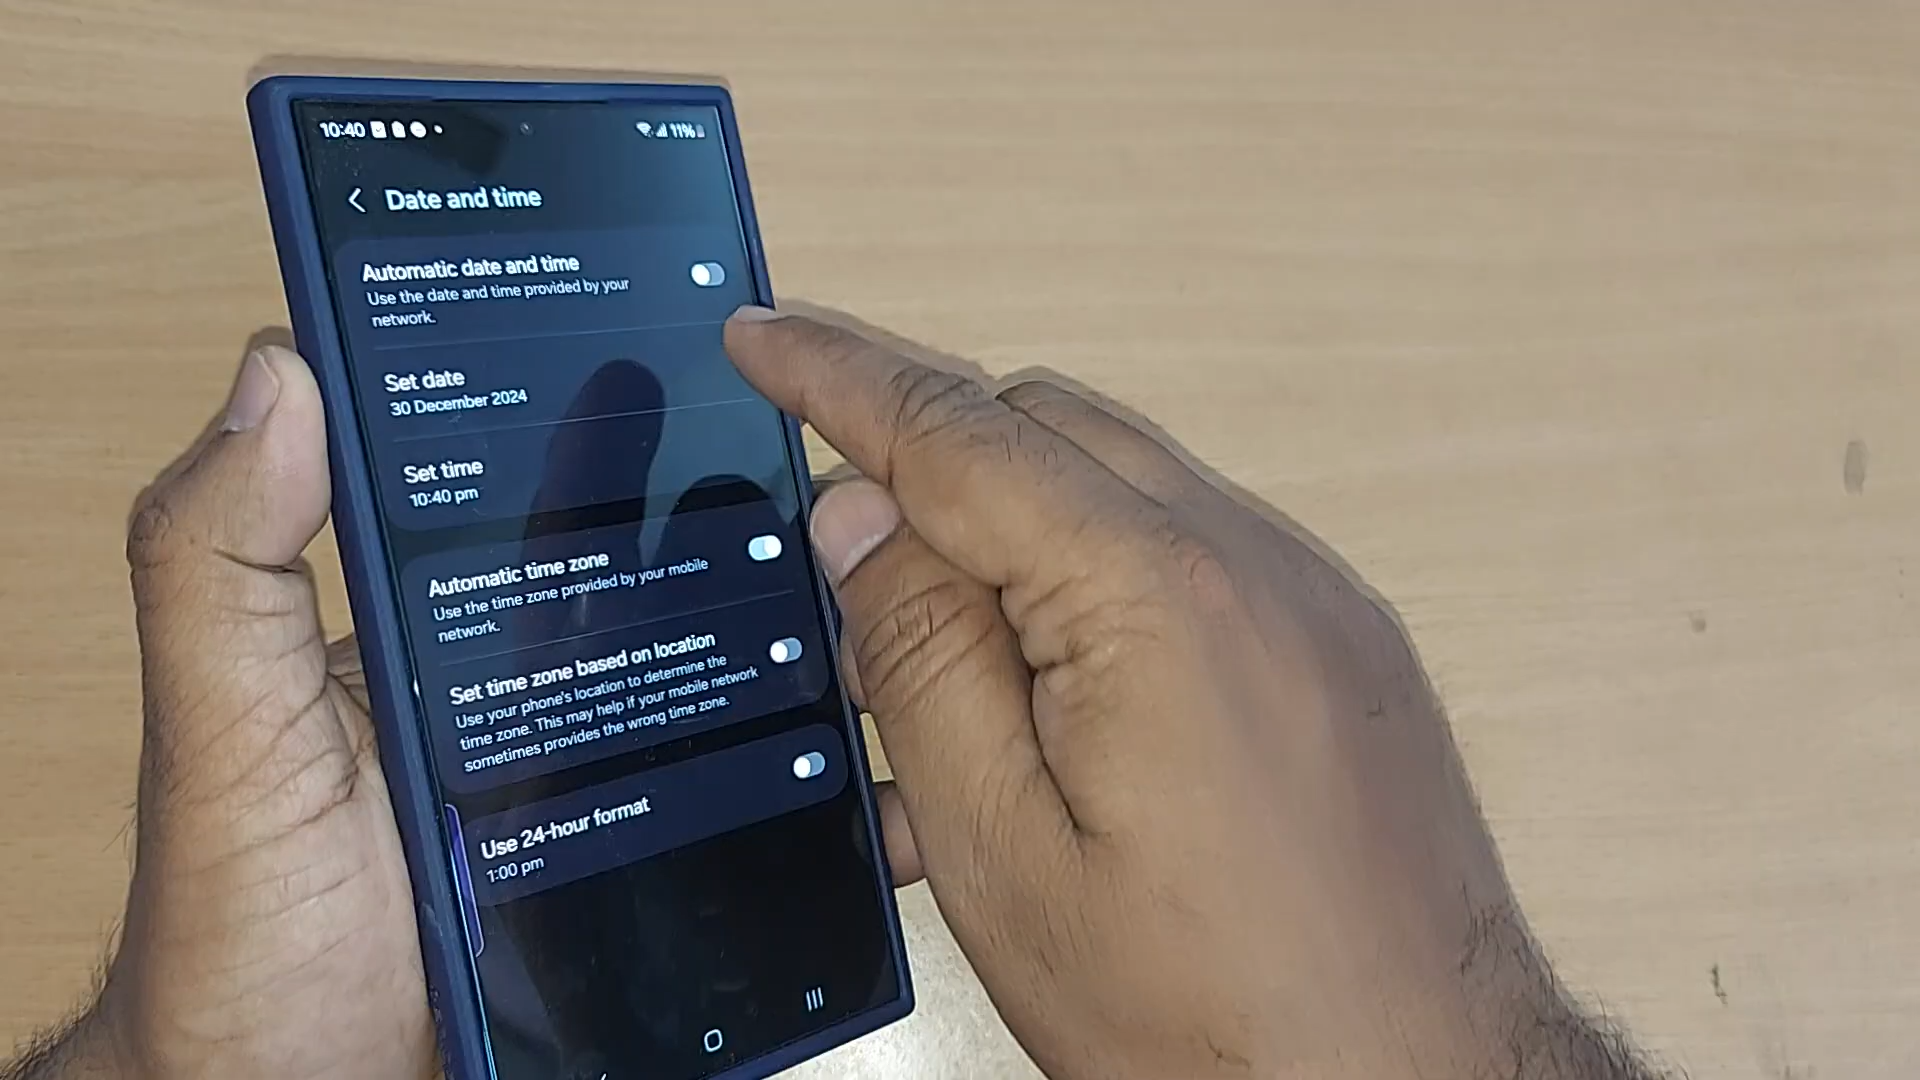 10:40
11%
Date and time
Automatic date and time
Use the date and time provided by your
network.
Set date
30 December 2024
Set time
10:40 pm
Automatic time zone
Use the time zone provided by your mobile
network.
Set time zone based on location
Use your phone's location to determine the
time zone. This may help if your mobile network
sometimes provides the wrong time zone.
Use 24-hour format
1:00 pm